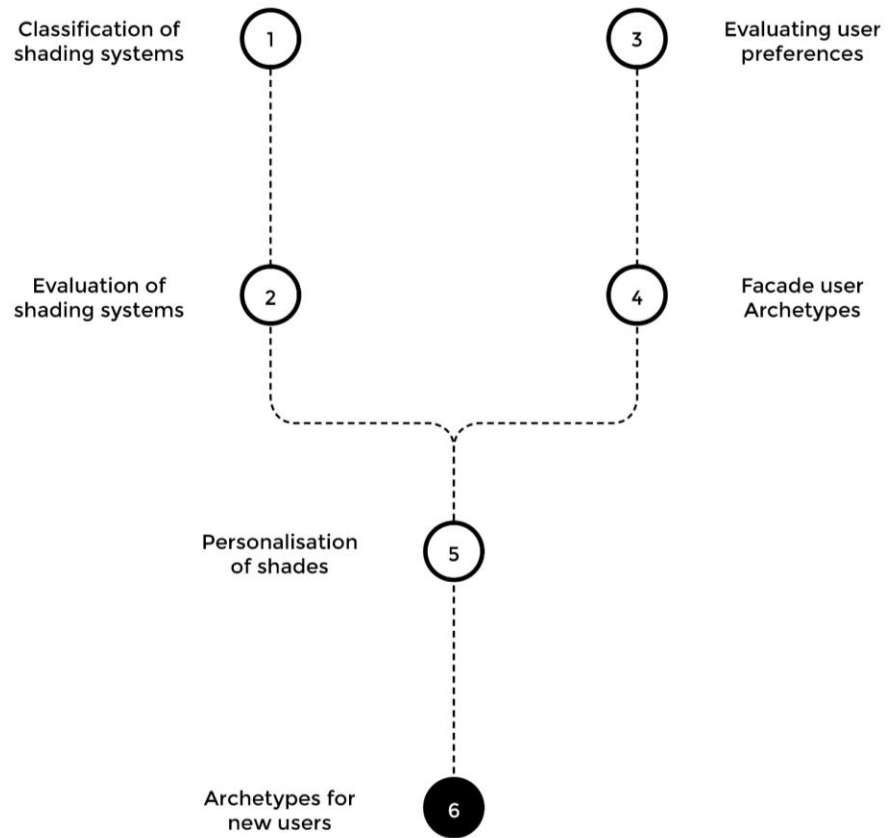 Classification of
shading systems
1
3
Evaluating user
preferences
Evaluation of
shading systems
2
4
Facade user
Archetypes
Personalisation
of shades
5
Archetypes for
new users
6